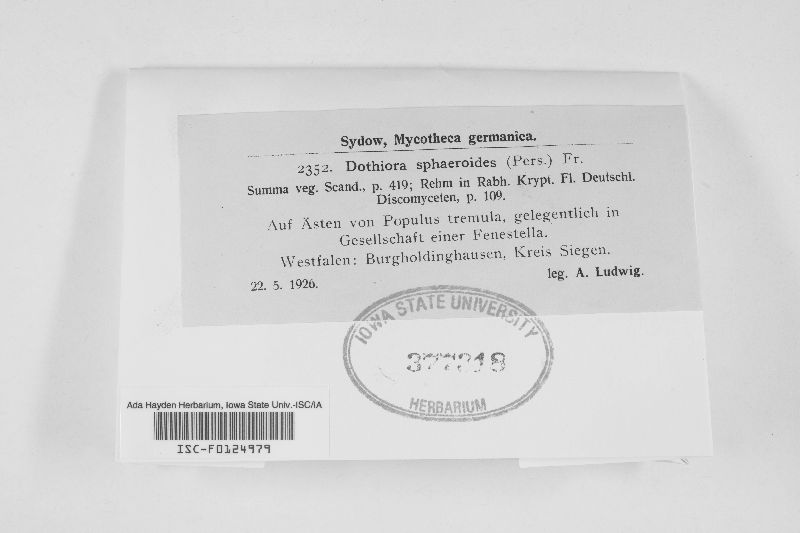 Sydow, Mycotheca germanica.
2352. Dothiora sphaeroides (Pers.) Fr.
Summa veg. Scand., p. 419; Rehm in Rabh. Krypt. Fl. Deutschl.
Discomyceten, p. 109.
Auf Ästen von Populus tremula, gelegentlich in
Gesellschaft einer Fenestella.
Westfalen: Burgholdinghausen, Kreis Siegen.
22. 5. 1926. leg. A. Ludwig.
IOWA STATE UNIVERSITY
HERBARIUM
Ada Hayden Herbarium, Iowa State Univ.-ISC/IA
ISC-F0124979